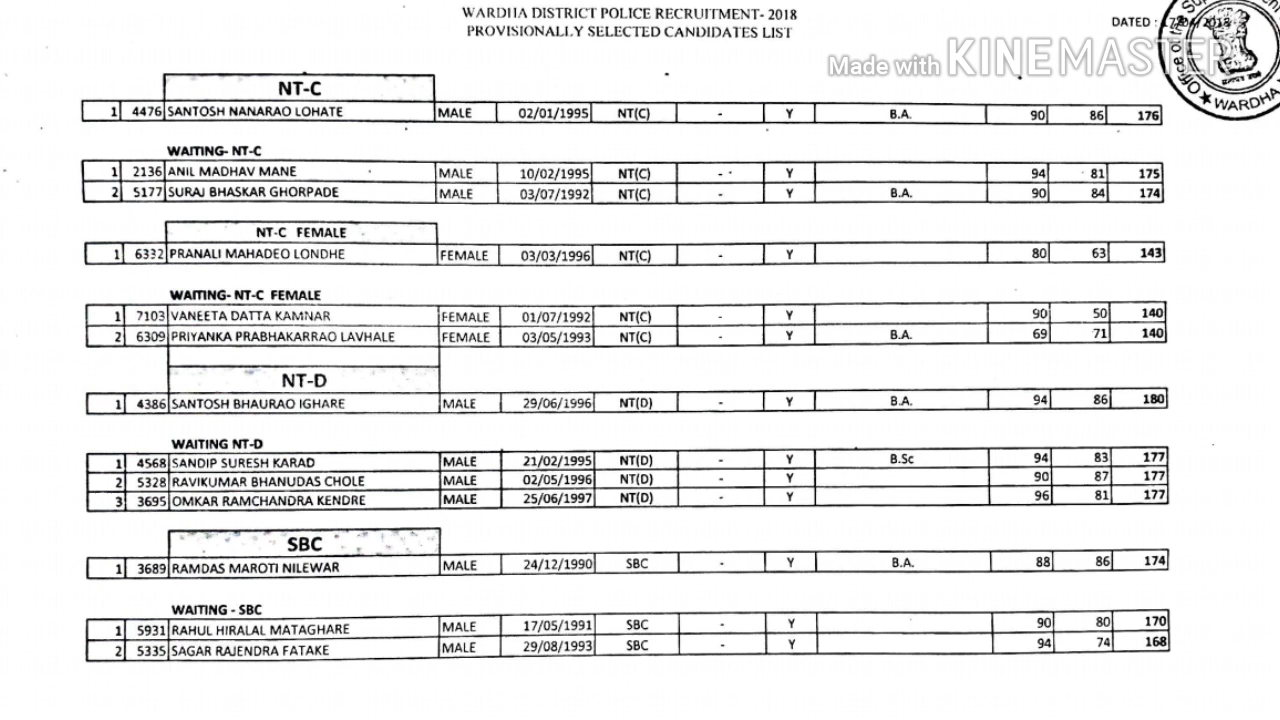 WARDHA DISTRICT POLICE RECRUITMENT- 2018
PROVISIONALLY SELECTED CANDIDATES LIST
DATED : 17/04/2018
Made with KINEMASTER
Office of the
WARDHA
NT-C
1 4476 SANTOSH NANARAO LOHATE MALE 02/01/1995 NT(C) - Y B.A. 90 86 176
WAITING- NT-C
1 2136 ANIL MADHAV MANE MALE 10/02/1995 NT(C) - Y 94 81 175
2 5177 SURAJ BHASKAR GHORPADE MALE 03/07/1992 NT(C) - Y B.A. 90 84 174
NT-C FEMALE
1 6332 PRANALI MAHADEO LONDHE FEMALE 03/03/1996 NT(C) - Y 80 63 143
WAITING- NT-C FEMALE
1 7103 VANEETA DATTA KAMNAR FEMALE 01/07/1992 NT(C) - Y 90 50 140
2 6309 PRIYANKA PRABHAKARRAO LAVHALE FEMALE 03/05/1993 NT(C) - Y B.A. 69 71 140
NT-D
1 4386 SANTOSH BHAURAO IGHARE MALE 29/06/1996 NT(D) - Y B.A. 94 86 180
WAITING NT-D
1 4568 SANDIP SURESH KARAD MALE 21/02/1995 NT(D) - Y B.Sc 94 83 177
2 5328 RAVIKUMAR BHANUDAS CHOLE MALE 02/05/1996 NT(D) - Y 90 87 177
3 3695 OMKAR RAMCHANDRA KENDRE MALE 25/06/1997 NT(D) - Y 96 81 177
SBC
1 3689 RAMDAS MAROTI NILEWAR MALE 24/12/1990 SBC - Y B.A. 88 86 174
WAITING - SBC
1 5931 RAHUL HIRALAL MATAGHARE MALE 17/05/1991 SBC - Y 90 80 170
2 5335 SAGAR RAJENDRA FATAKE MALE 29/08/1993 SBC - Y 94 74 168